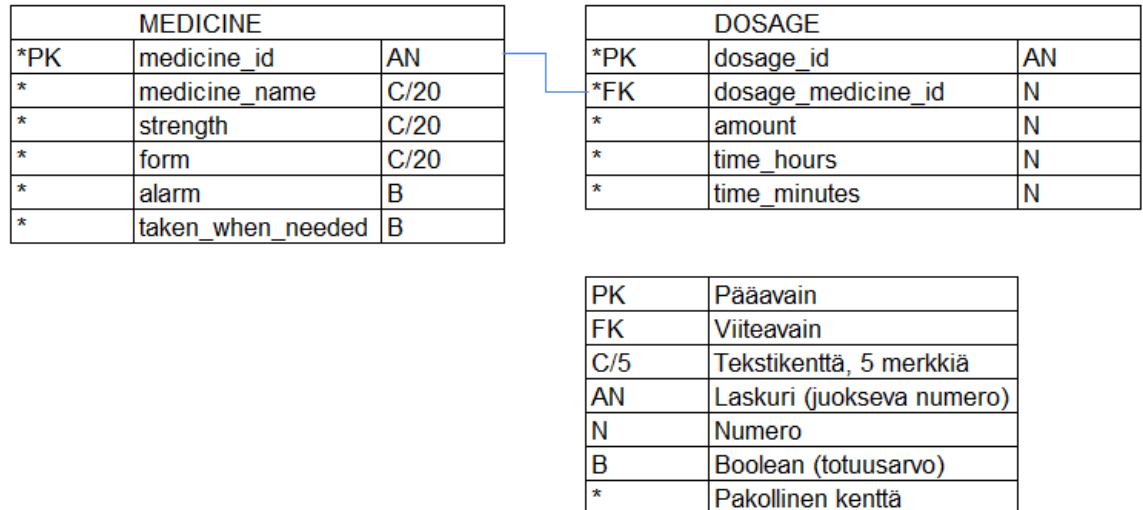 MEDICINE
*PK medicine_id AN
* medicine_name C/20
* strength C/20
* form C/20
* alarm B
* taken_when_needed B
DOSAGE
*PK dosage_id AN
*FK dosage_medicine_id N
* amount N
* time_hours N
* time_minutes N
PK Pääavain
FK Viiteavain
C/5 Tekstikenttä, 5 merkkiä
AN Laskuri (juokseva numero)
N Numero
B Boolean (totuusarvo)
* Pakollinen kenttä